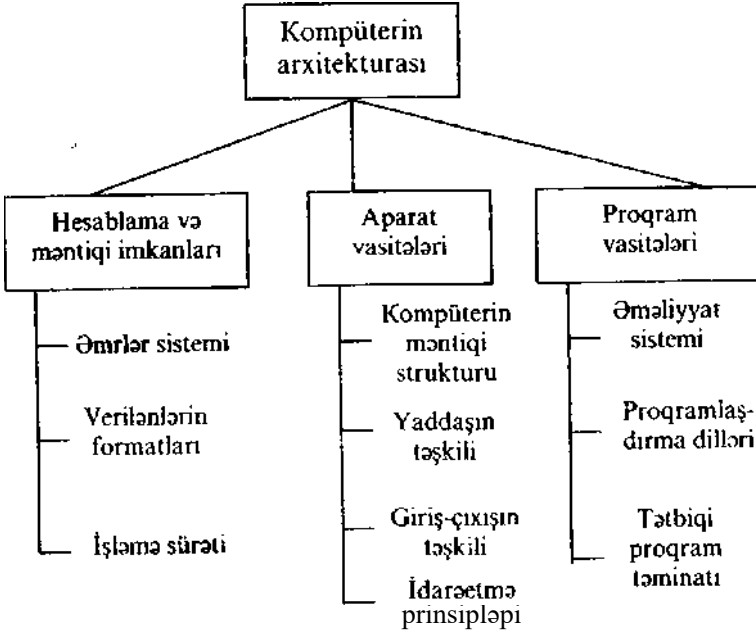 Kompüterin
arxitekturası
Hesablama və
məntiqi imkanları
Əmrlər sistemi
Verilənlərin
formatları
İşləmə sürəti
Aparat
vasitələri
Kompüterin
məntiqi
strukturu
Yaddaşın
təşkili
Giriş-çıxışın
təşkili
İdarəetmə
prinsipləpi
Proqram
vasitələri
Əməliyyat
sistemi
Proqramlaş-
dırma dilləri
Tətbiqi
proqram
təminatı